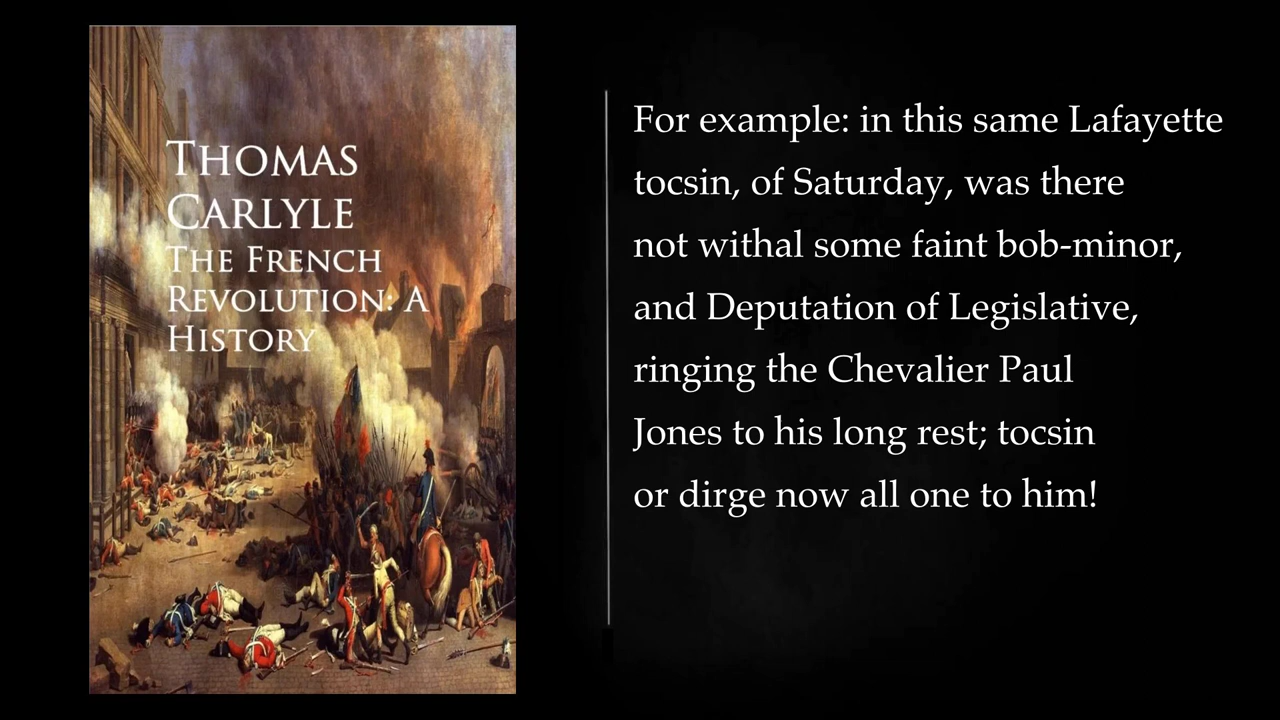 THOMAS
CARLYLE
THE FRENCH
REVOLUTION: A
HISTORY
For example: in this same Lafayette
tocsin, of Saturday, was there
not withal some faint bob-minor,
and Deputation of Legislative,
ringing the Chevalier Paul
Jones to his long rest; tocsin
or dirge now all one to him!